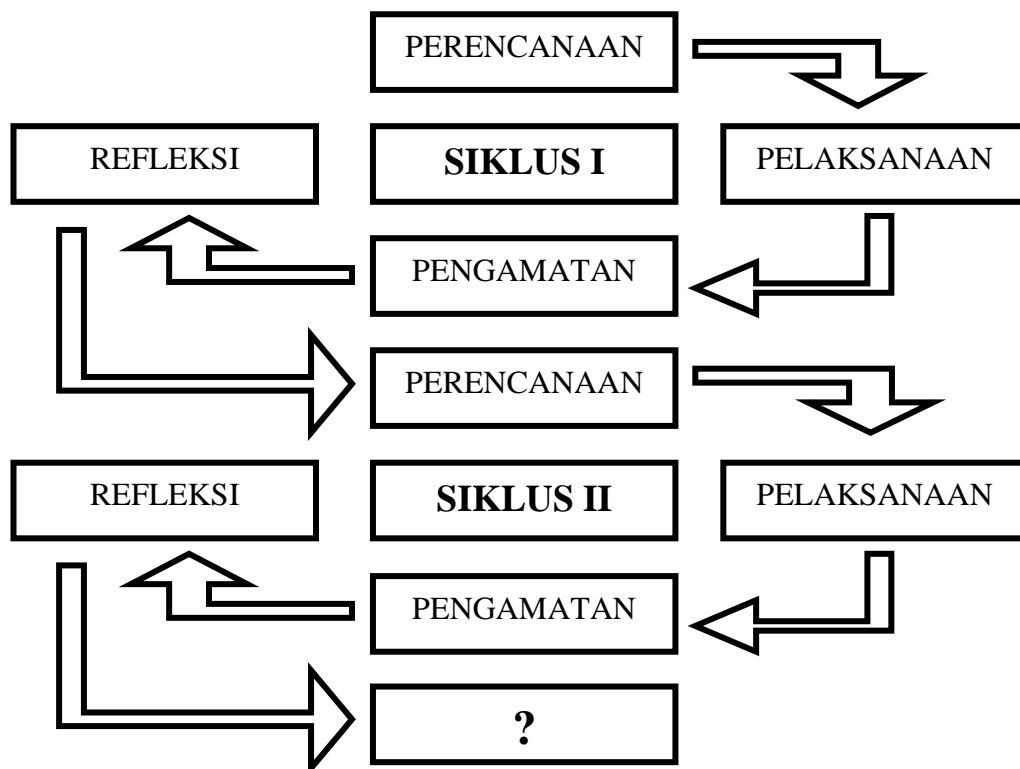 PERENCANAAN
REFLEKSI
SIKLUS I
PELAKSANAAN
PENGAMATAN
PERENCANAAN
REFLEKSI
SIKLUS II
PELAKSANAAN
PENGAMATAN
?